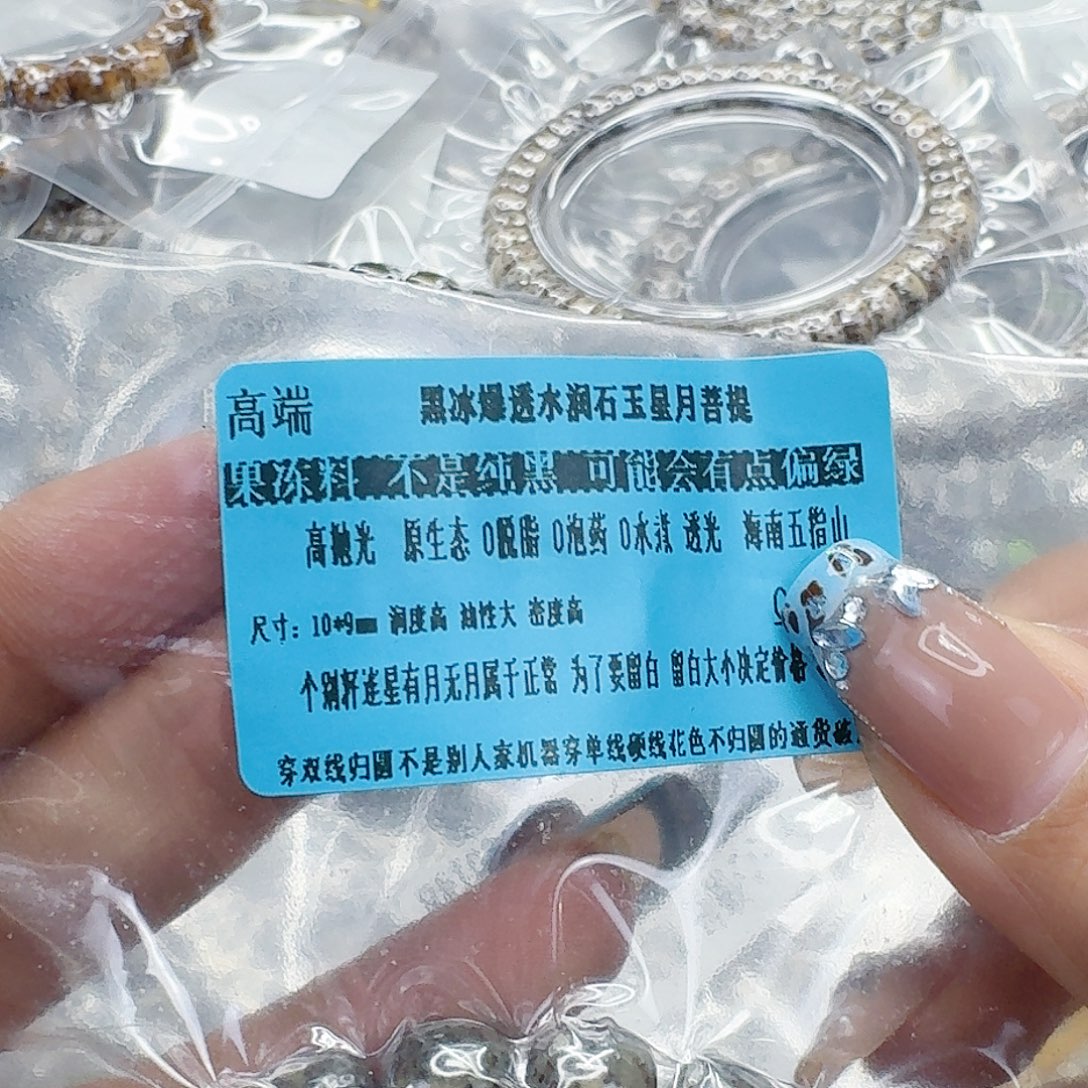 高端 黑冰爆透水润石玉星月菩提
果冻料 不是纯黑 可能会有点偏绿
高抛光 原生态 0脱脂 0泡药 0水煮 透光 海南五指山
尺寸：10*9mm 润度高 油性大 密度高
个别杆连星有月无月属于正常 为了要留白 留白大小决定价格
穿双线归圆不是别人家机器穿单线硬线花色不归圆的通货